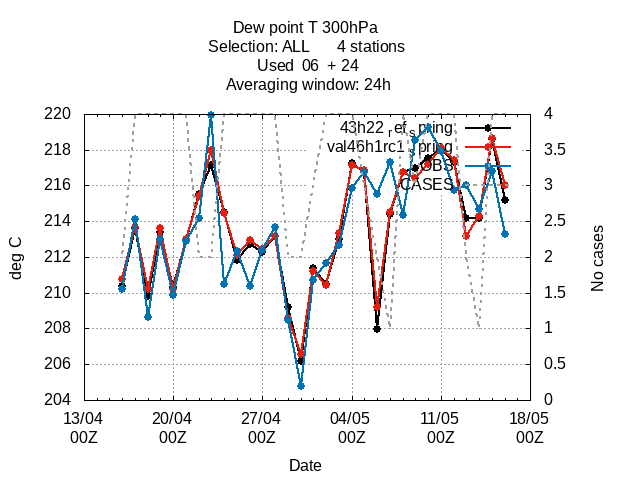 Dew point T 300hPa
Selection: ALL 4 stations
Used 06 + 24
Averaging window: 24h
220
218
216
214
212
210
208
206
204
4
3.5
3
2.5
2
1.5
1
0.5
0
43h22_ref_spring
val46h1rc1_spring
OBS
CASES
deg C
No cases
13/04 20/04 27/04 04/05 11/05 18/05
00Z 00Z 00Z 00Z 00Z 00Z
Date